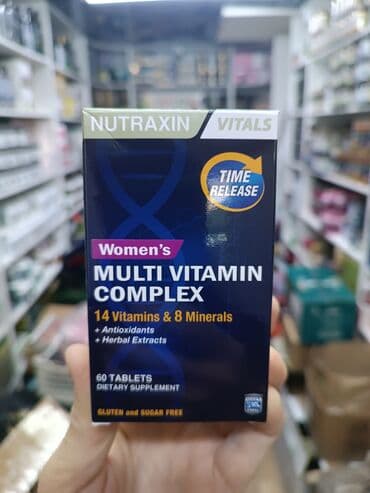 NUTRAXIN VITALS
TIME
RELEASE
Women's
MULTI VITAMIN
COMPLEX
14 Vitamins & 8 Minerals
+ Antioxidants
+ Herbal Extracts
60 TABLETS
DIETARY SUPPLEMENT
GLUTEN and SUGAR FREE